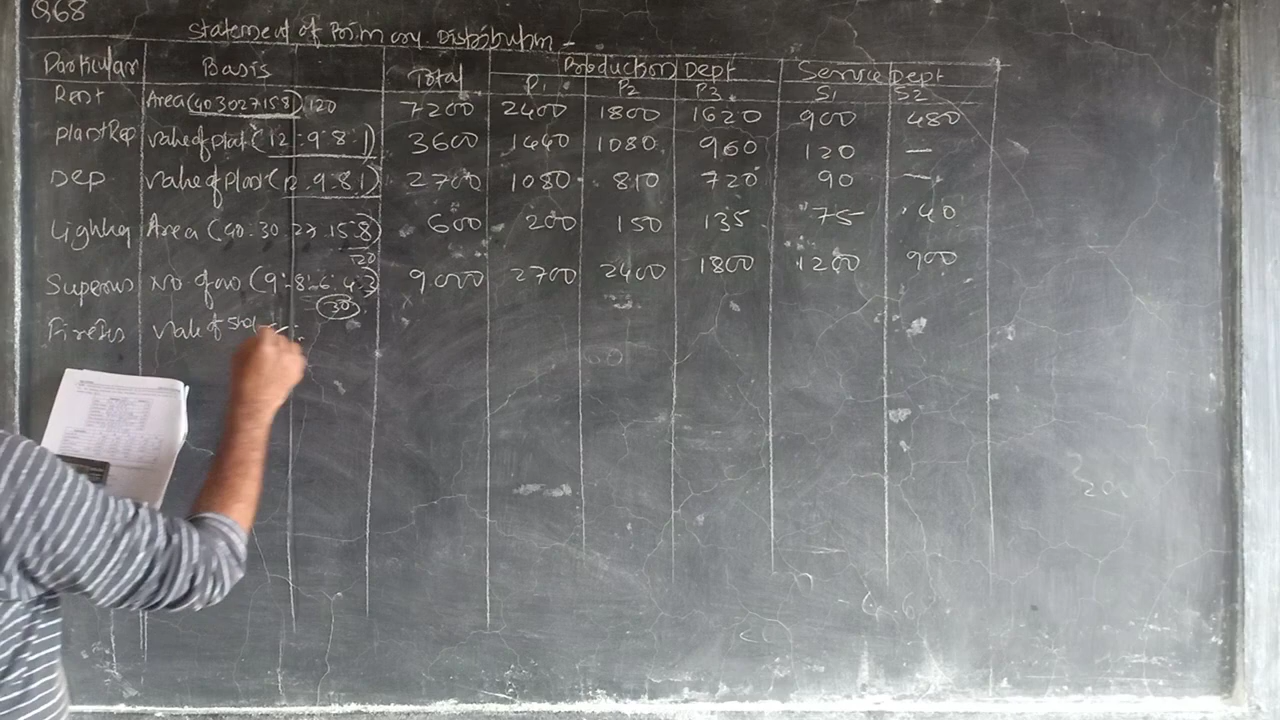 Q68
Statement of Primary Distribution -
Particular Basis Total Production Dept Service Dept
P1 P2 P3 S1 S2
Rent Area (40 30 27 15 8) 120 7200 2400 1800 1620 900 480
Plant Rep Value of plant (12 : 9 : 8 : 1) 3600 1440 1080 960 120 —
Dep Value of Plant (12 : 9 : 8 : 1) 2700 1080 810 720 90 —
Lighting Area (40 : 30 : 27 : 15 : 8) 600 200 150 135 75 40
120
No of (9 : 8 : 6 : 4 : 3) 9000 2700 2400 1800 1200 900
30
Value of